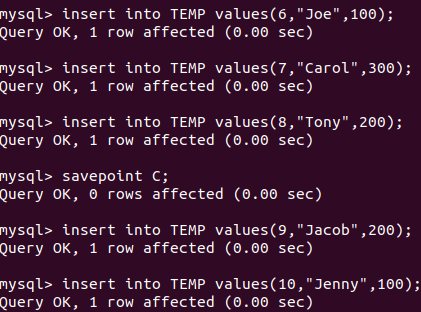 mysql> insert into TEMP values(6,"Joe",100);
Query OK, 1 row affected (0.00 sec)
mysql> insert into TEMP values(7,"Carol",300);
Query OK, 1 row affected (0.00 sec)
mysql> insert into TEMP values(8,"Tony",200);
Query OK, 1 row affected (0.00 sec)
mysql> savepoint C;
Query OK, 0 rows affected (0.00 sec)
mysql> insert into TEMP values(9,"Jacob",200);
Query OK, 1 row affected (0.00 sec)
mysql> insert into TEMP values(10,"Jenny",100);
Query OK, 1 row affected (0.00 sec)